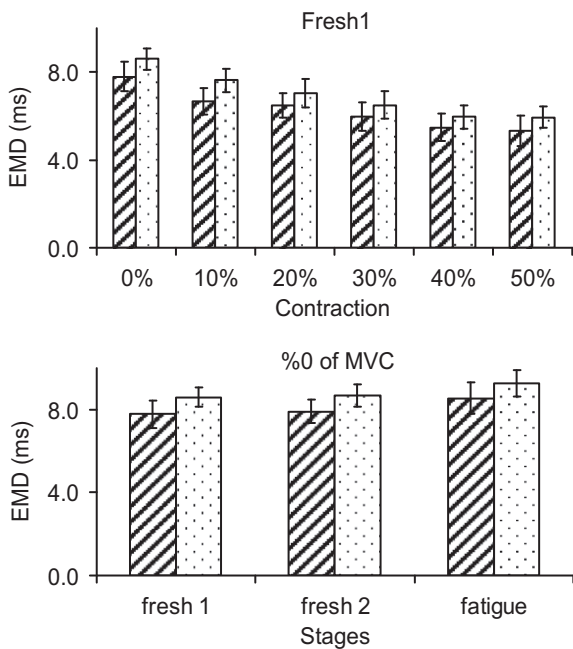 Fresh1
EMD (ms)
8.0
4.0
0.0
0% 10% 20% 30% 40% 50%
Contraction
%0 of MVC
EMD (ms)
8.0
4.0
0.0
fresh 1 fresh 2 fatigue
Stages